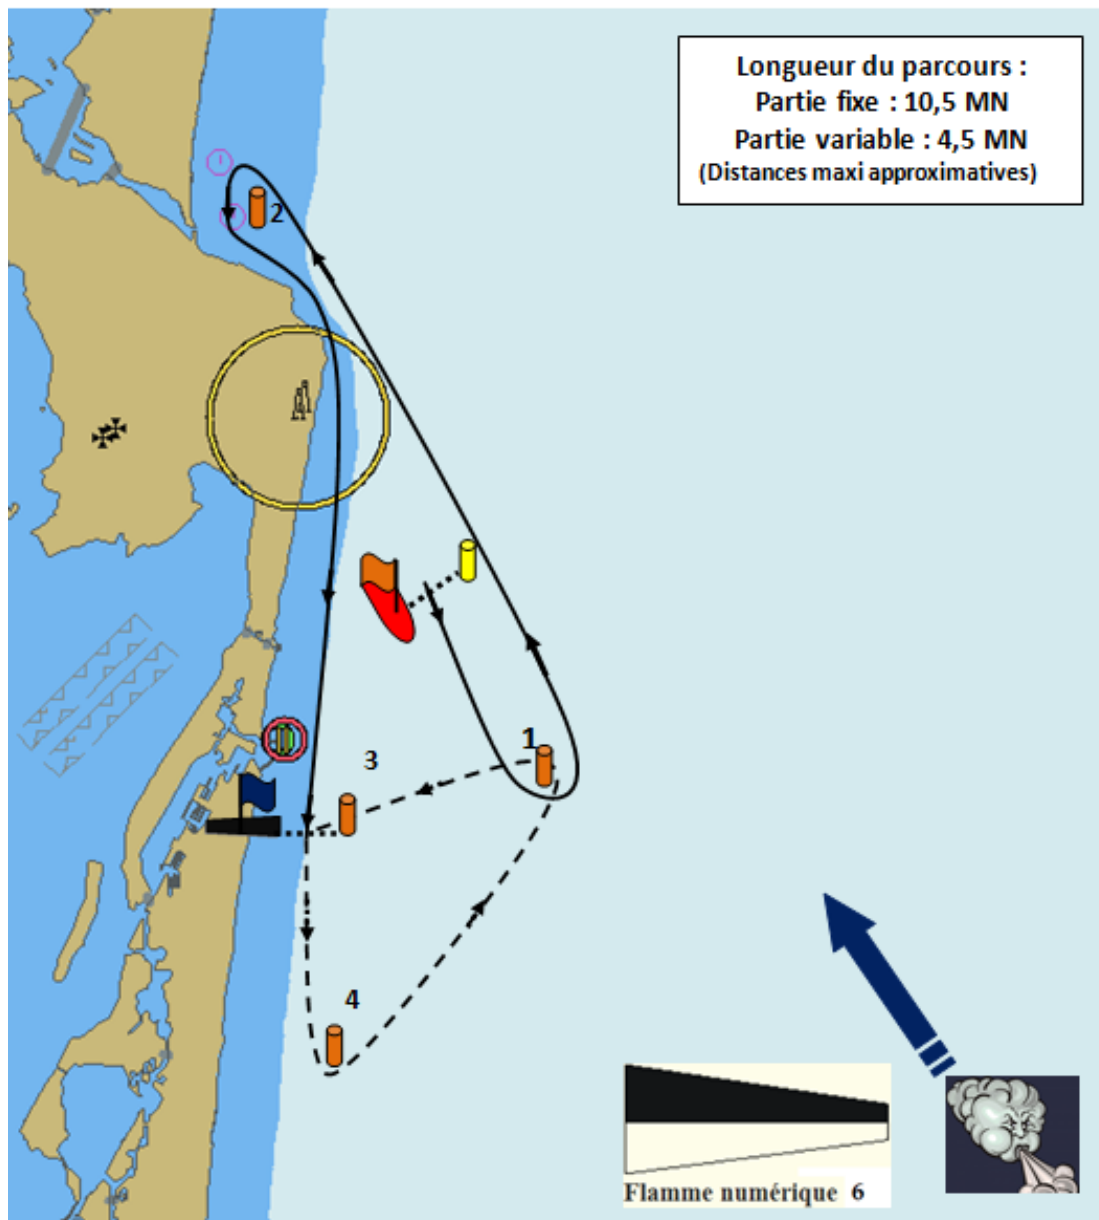 Longueur du parcours :
Partie fixe : 10,5 MN
Partie variable : 4,5 MN
(Distances maxi approximatives)
2
1
3
4
Flamme numérique 6